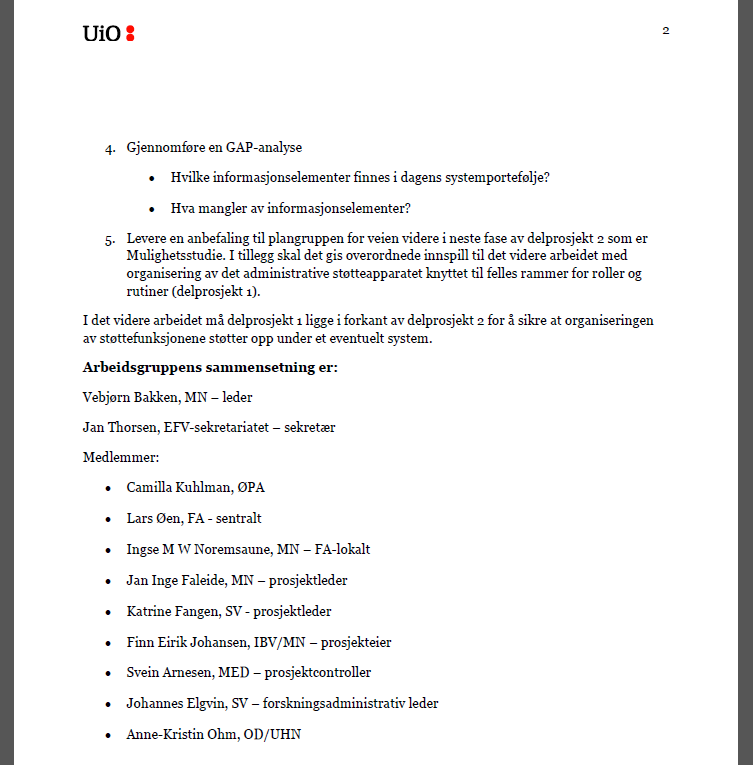 UiO
2
4. Gjennomføre en GAP-analyse
• Hvilke informasjonselementer finnes i dagens systemportefølje?
• Hva mangler av informasjonselementer?
5. Levere en anbefaling til plangruppen for veien videre i neste fase av delprosjekt 2 som er
Mulighetsstudie. I tillegg skal det gis overordnede innspill til det videre arbeidet med
organisering av det administrative støtteapparatet knyttet til felles rammer for roller og
rutiner (delprosjekt 1).
I det videre arbeidet må delprosjekt 1 ligge i forkant av delprosjekt 2 for å sikre at organiseringen
av støttefunksjonene støtter opp under et eventuelt system.
Arbeidsgruppens sammensetning er:
Vebjørn Bakken, MN – leder
Jan Thorsen, EFV-sekretariatet – sekretær
Medlemmer:
• Camilla Kuhlman, ØPA
• Lars Øen, FA - sentralt
• Ingse M W Noremsaune, MN – FA-lokalt
• Jan Inge Faleide, MN – prosjektleder
• Katrine Fangen, SV - prosjektleder
• Finn Eirik Johansen, IBV/MN – prosjekteier
• Svein Arnesen, MED – prosjektcontroller
• Johannes Elgvin, SV – forskningsadministrativ leder
• Anne-Kristin Ohm, OD/UHN